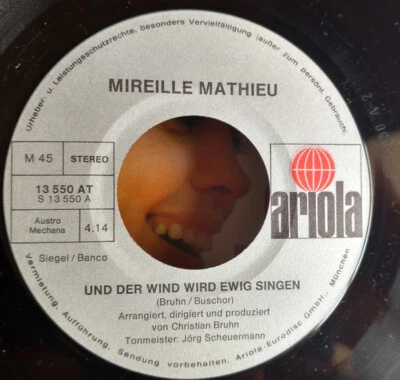 Urheber- u. Leistungsschutzrechte, besonders Vervielfältigung (außer zum persönl. Gebrauch)
MIREILLE MATHIEU
M 45
STEREO
13 550 AT
S 13 550 A
Austro
Mechana
4.14
ariola
Siegel / Banco
UND DER WIND WIRD EWIG SINGEN
(Bruhn / Buschor)
Arrangiert, dirigiert und produziert
von Christian Bruhn
Tonmeister: Jörg Scheuermann
Vermietung, Aufführung, Sendung vorbehalten. Ariola-Eurodisc GmbH., München